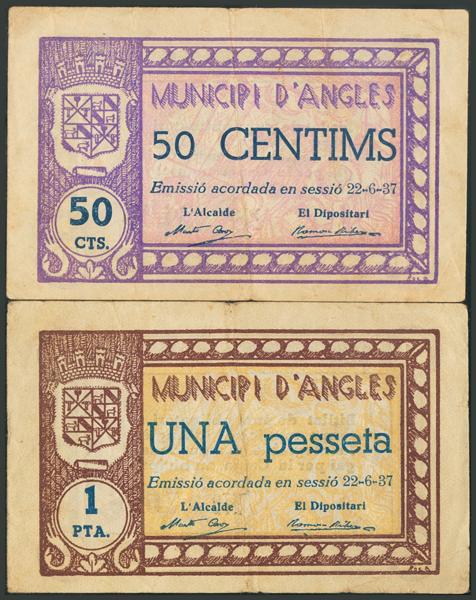 MUNICIPI D'ANGLES
50 CENTIMS
Emissió acordada en sessió 22-6-37
L'Alcalde El Dipositari
50
CTS.
MUNICIPI D'ANGLES
UNA pesseta
Emissió acordada en sessió 22-6-37
L'Alcalde El Dipositari
1
PTA.